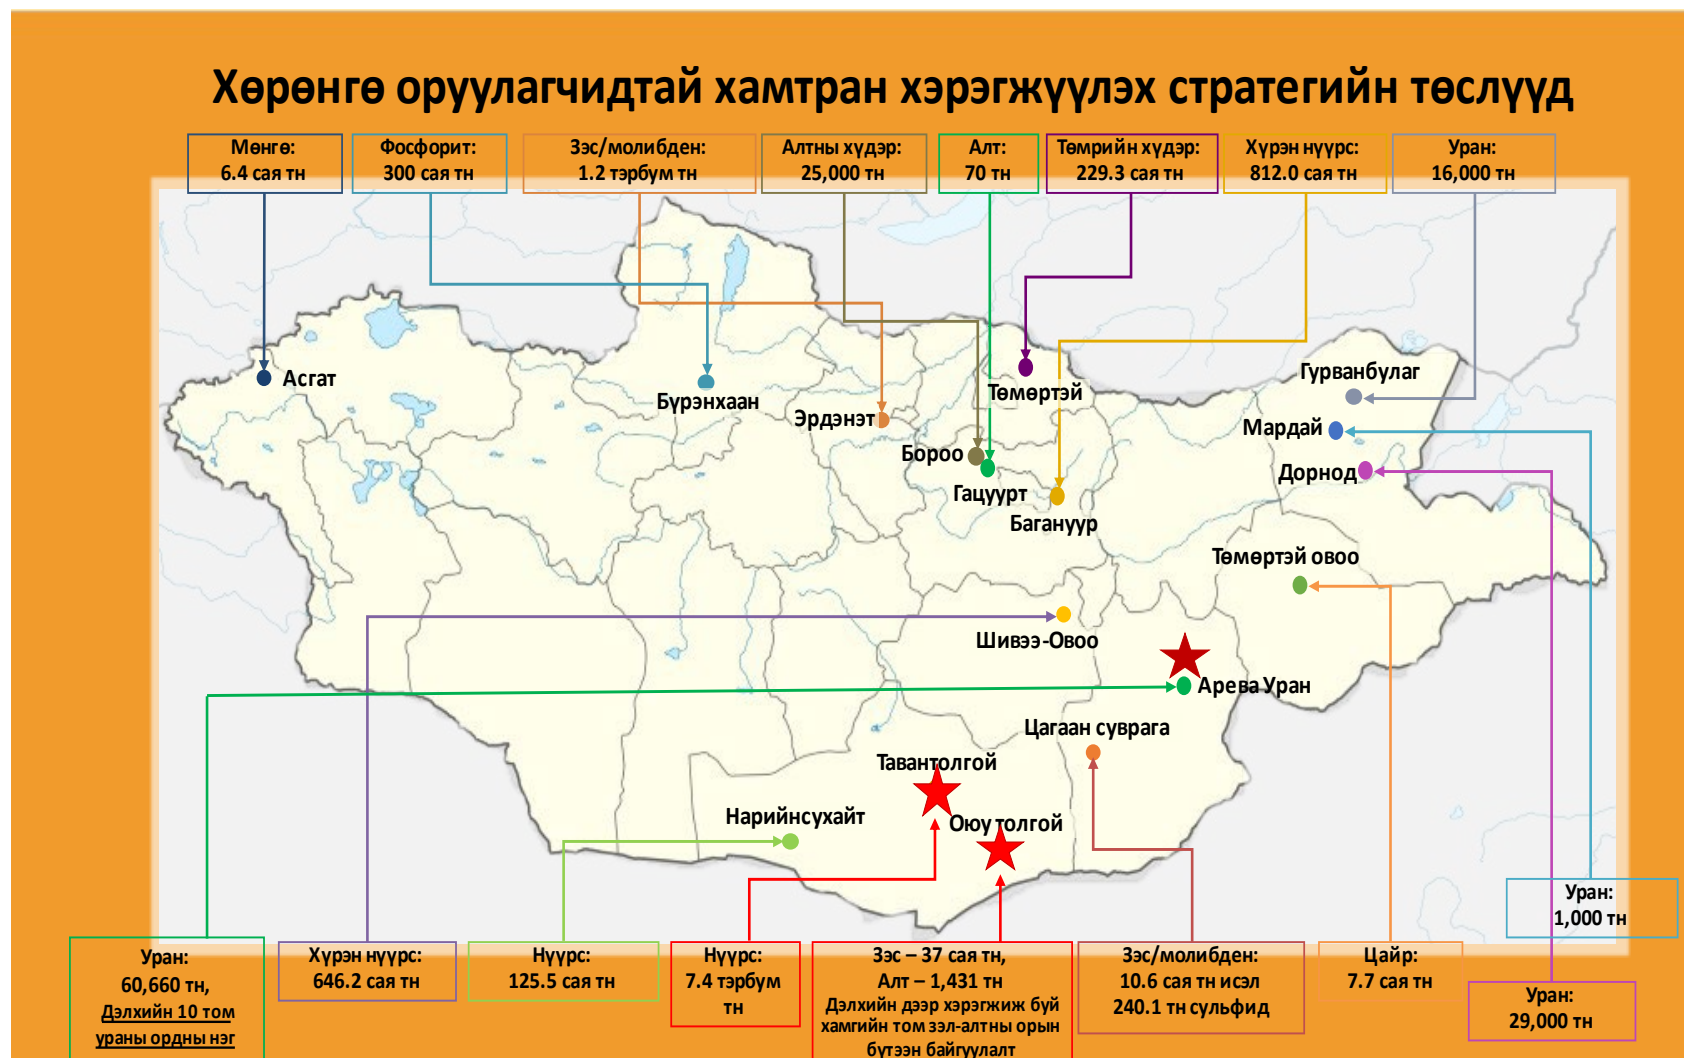 Хөрөнгө оруулагчидтай хамтран хэрэгжүүлэх стратегийн төслүүд
Мөнгө:
6.4 сая тн
Фосфорит:
300 сая тн
Зэс/молибден:
1.2 тэрбум тн
Алтны хүдэр:
25,000 тн
Алт:
70 тн
Төмрийн хүдэр:
229.3 сая тн
Хүрэн нүүрс:
812.0 сая тн
Уран:
16,000 тн
Асгат
Бүрэнхаан
Эрдэнэт
Бороо
Гацуурт
Төмөртэй
Багануур
Гурванбулаг
Мардай
Дорнод
Төмөртэй овоо
Шивээ-Овоо
Арева Уран
Цагаан суврага
Тавантолгой
Нарийнсухайт
Оюу толгой
Уран:
1,000 тн
Уран:
60,660 тн,
Дэлхийн 10 том
ураны ордны нэг
Хүрэн нүүрс:
646.2 сая тн
Нүүрс:
125.5 сая тн
Нүүрс:
7.4 тэрбум
тн
Зэс – 37 сая тн,
Алт – 1,431 тн
Дэлхийн дээр хэрэгжиж буй
хамгийн том зэл-алтны орын
бүтээн байгуулалт
Зэс/молибден:
10.6 сая тн исэл
240.1 тн сульфид
Цайр:
7.7 сая тн
Уран:
29,000 тн